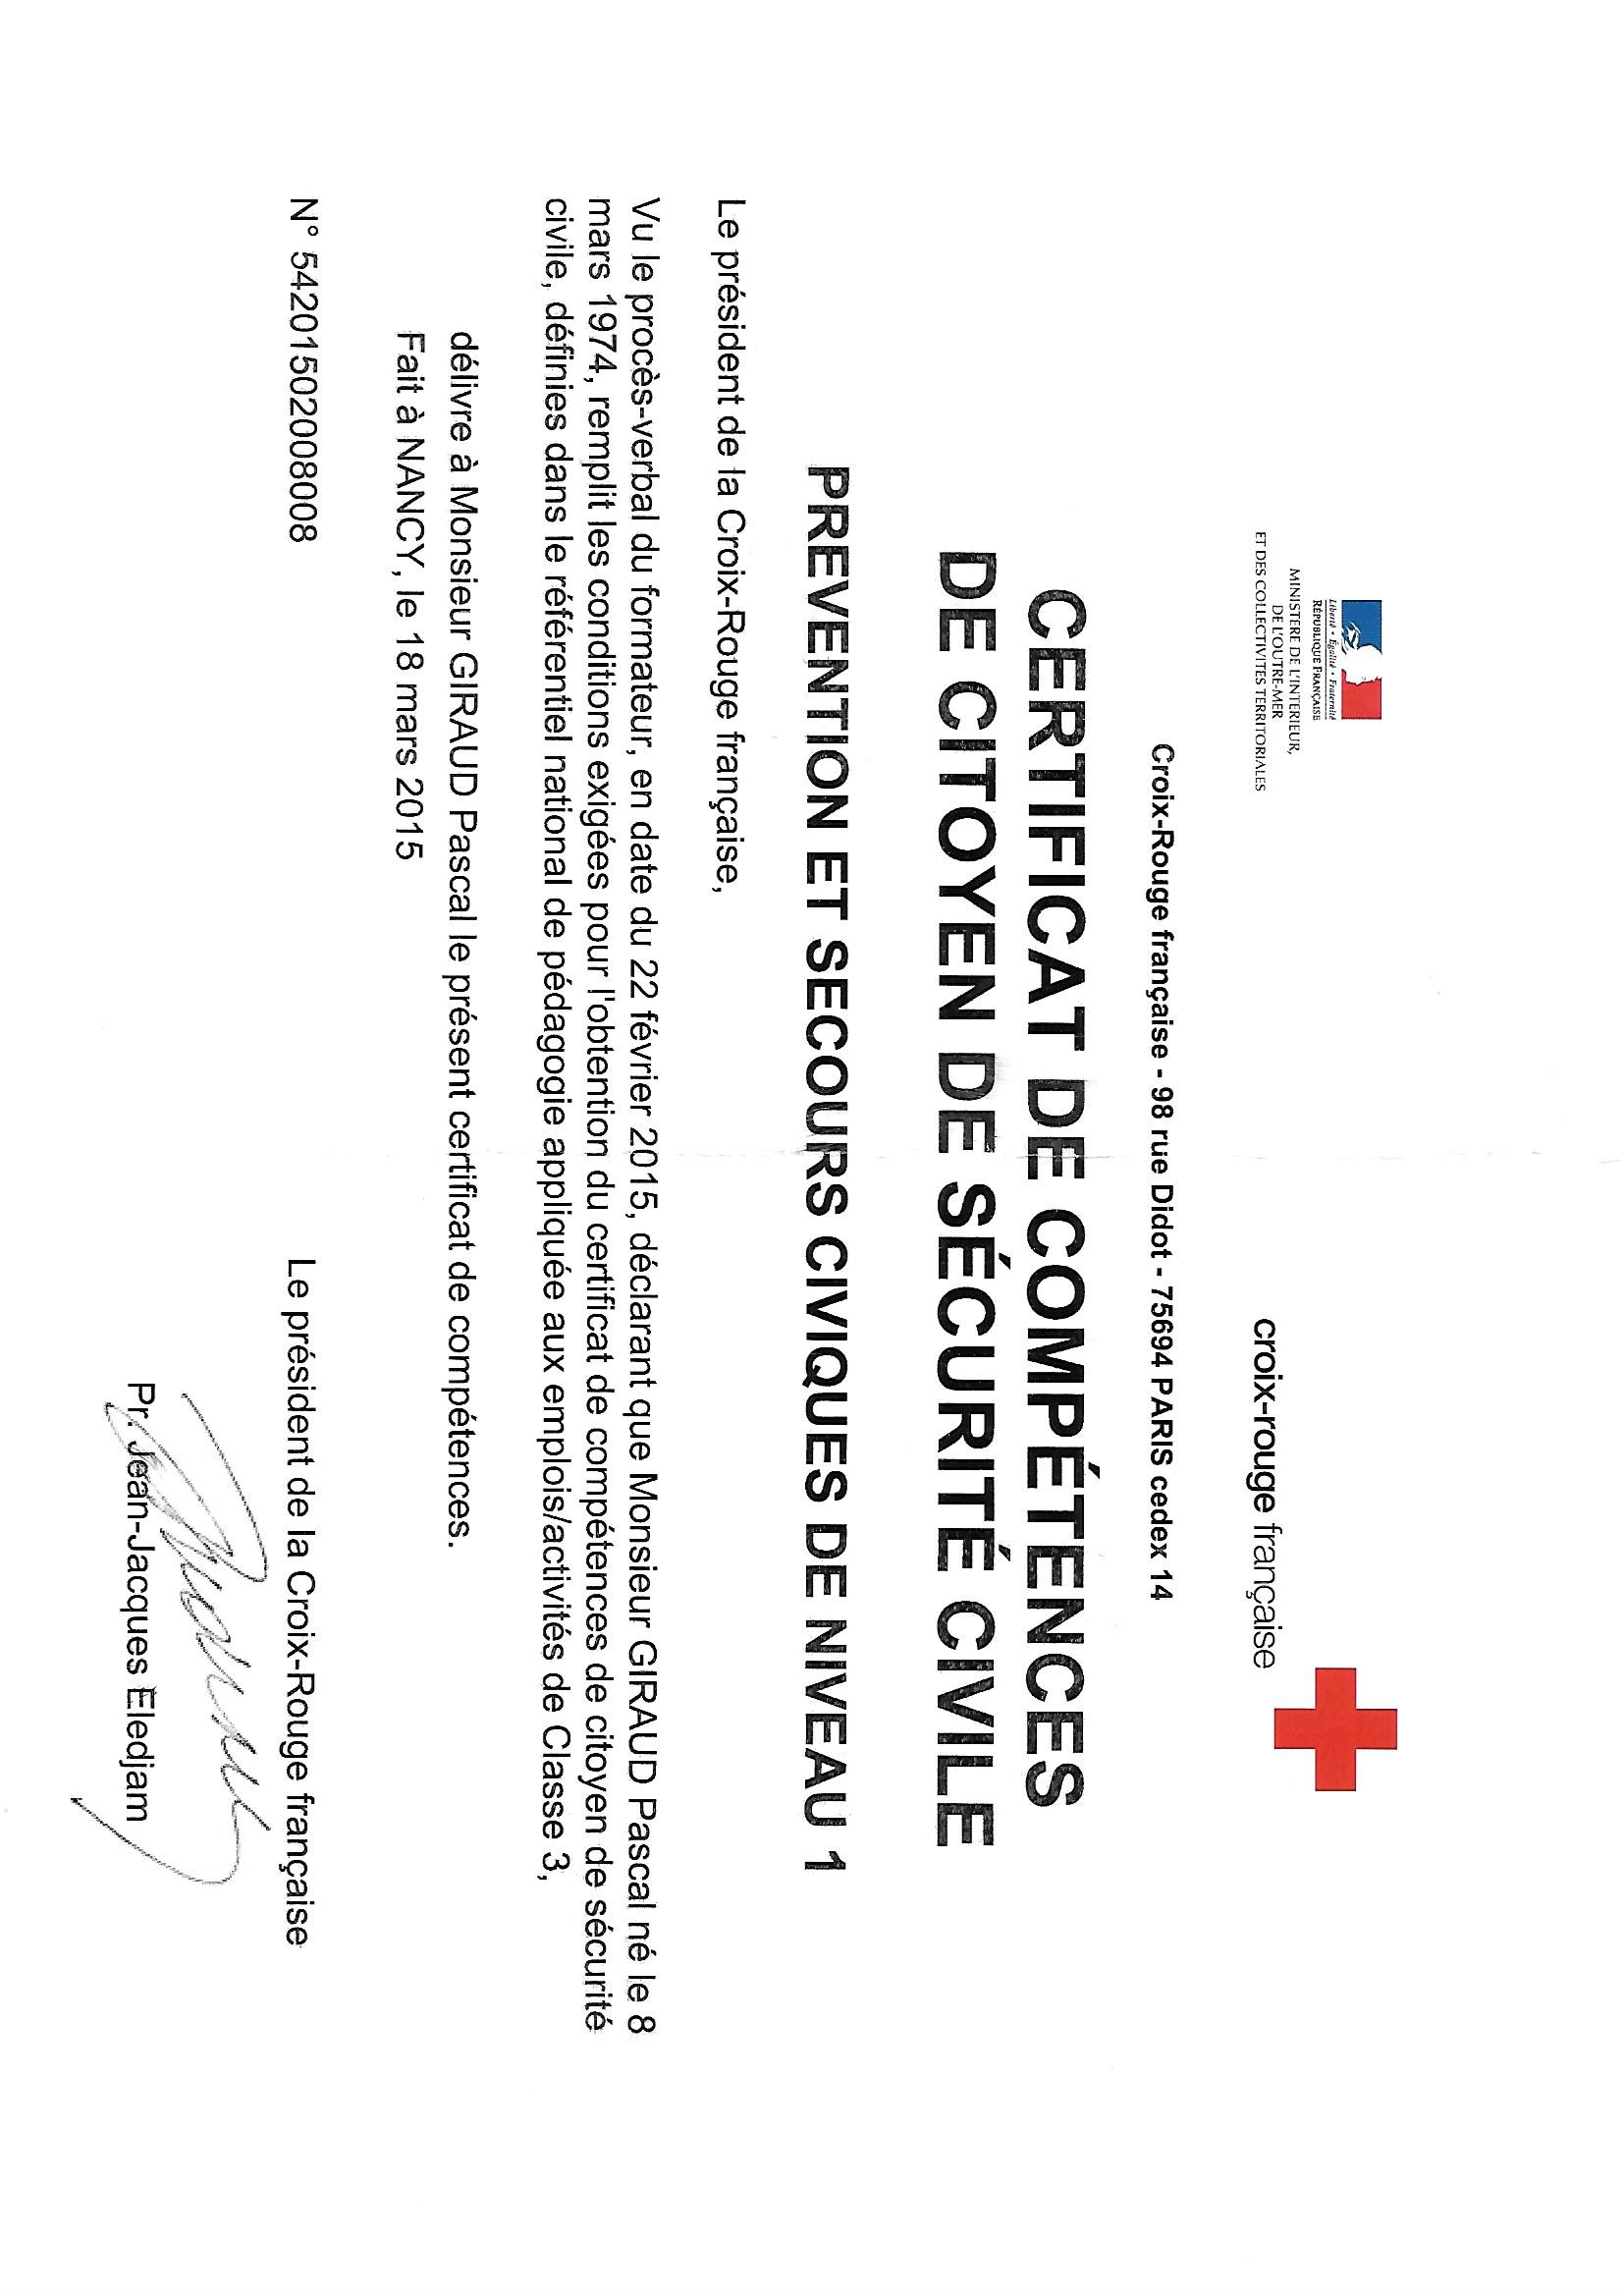 Liberté • Égalité • Fraternité
RÉPUBLIQUE FRANÇAISE
MINISTERE DE L'INTERIEUR,
DE L'OUTRE-MER
ET DES COLLECTIVITES TERRITORIALES
croix-rouge française
Croix-Rouge française - 98 rue Didot - 75694 PARIS cedex 14
CERTIFICAT DE COMPÉTENCES
DE CITOYEN DE SÉCURITÉ CIVILE
PREVENTION ET SECOURS CIVIQUES DE NIVEAU 1
Le président de la Croix-Rouge française,
Vu le procès-verbal du formateur, en date du 22 février 2015, déclarant que Monsieur GIRAUD Pascal né le 8
mars 1974, remplit les conditions exigées pour l'obtention du certificat de compétences de citoyen de sécurité
civile, définies dans le référentiel national de pédagogie appliquée aux emplois/activités de Classe 3,
délivre à Monsieur GIRAUD Pascal le présent certificat de compétences.
Fait à NANCY, le 18 mars 2015
N° 54201502008008
Le président de la Croix-Rouge française
Pr. Jean-Jacques Eledjam